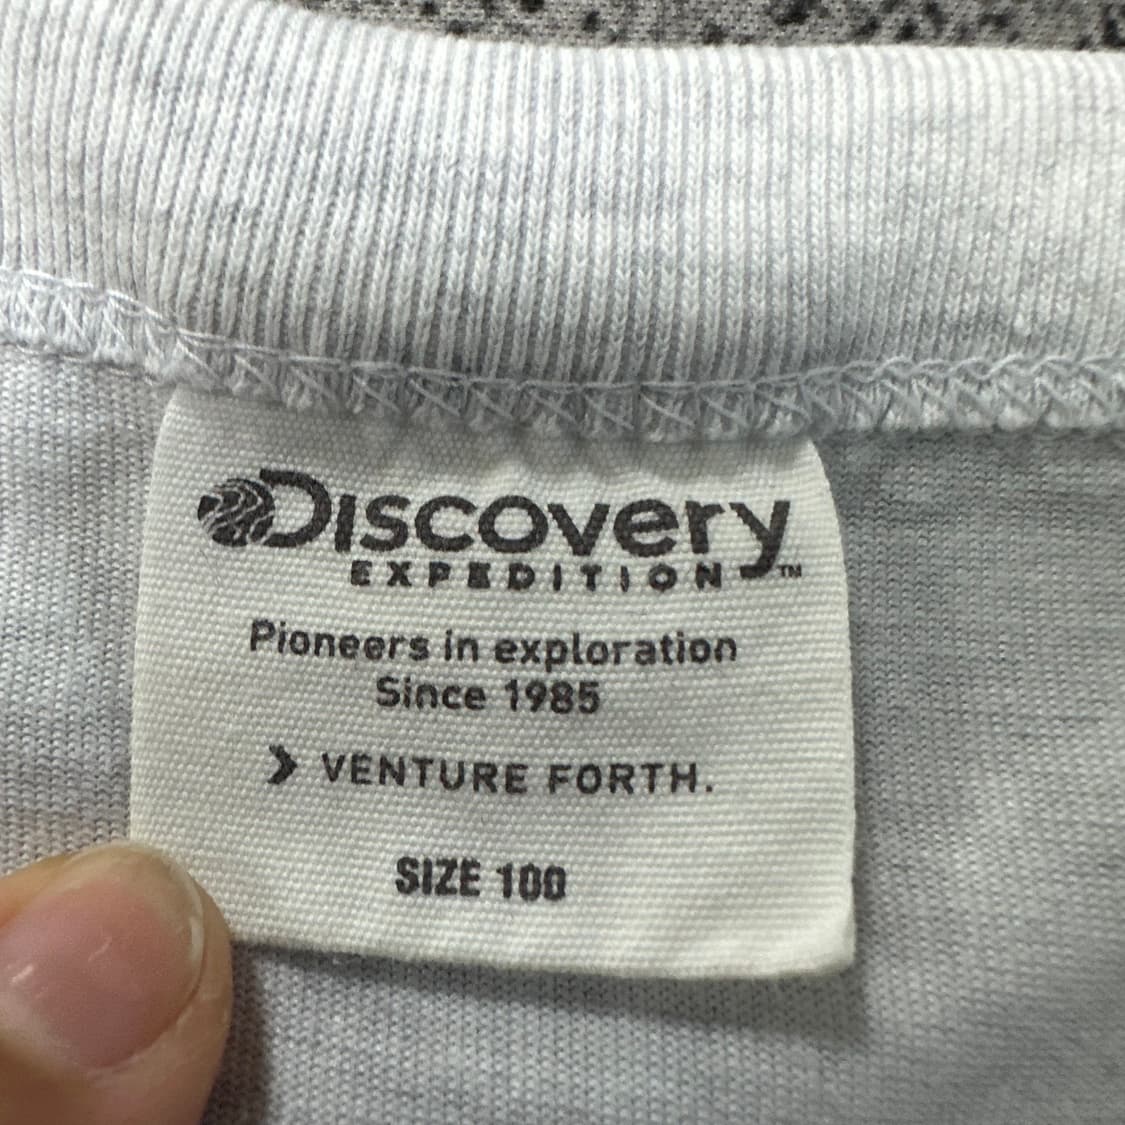 Discovery
EXPEDITION™
Pioneers in exploration
Since 1985
❯ VENTURE FORTH.
SIZE 100